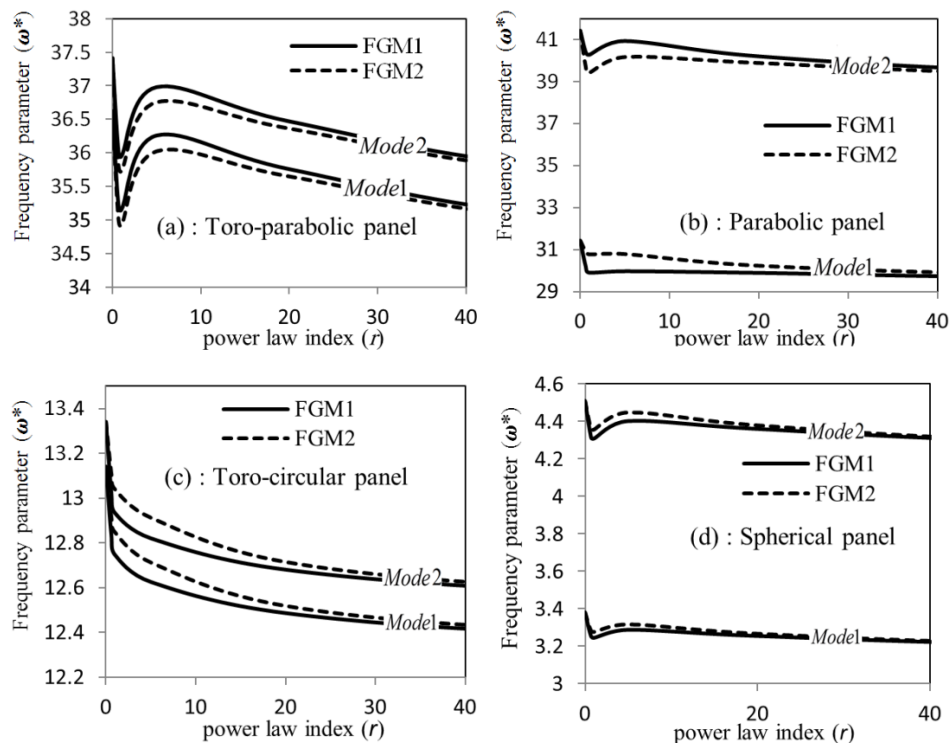 Frequency parameter (ω*)
38
37.5
37
36.5
36
35.5
35
34.5
34
33.5
33
FGM1
FGM2
Mode2
Mode1
(a) : Toro-parabolic panel
0 10 20 30 40
power law index (r)
Frequency parameter (ω*)
41
39
37
35
33
31
29
Mode2
FGM1
FGM2
(b) : Parabolic panel
Mode1
0 10 20 30 40
power law index (r)
Frequency parameter (ω*)
13.4
13.2
13
12.8
12.6
12.4
12.2
FGM1
FGM2
(c) : Toro-circular panel
Mode2
Mode1
0 10 20 30 40
power law index (r)
Frequency parameter (ω*)
4.6
4.4
4.2
4
3.8
3.6
3.4
3.2
3
Mode2
FGM1
FGM2
(d) : Spherical panel
Mode1
0 20 40
power law index (r)